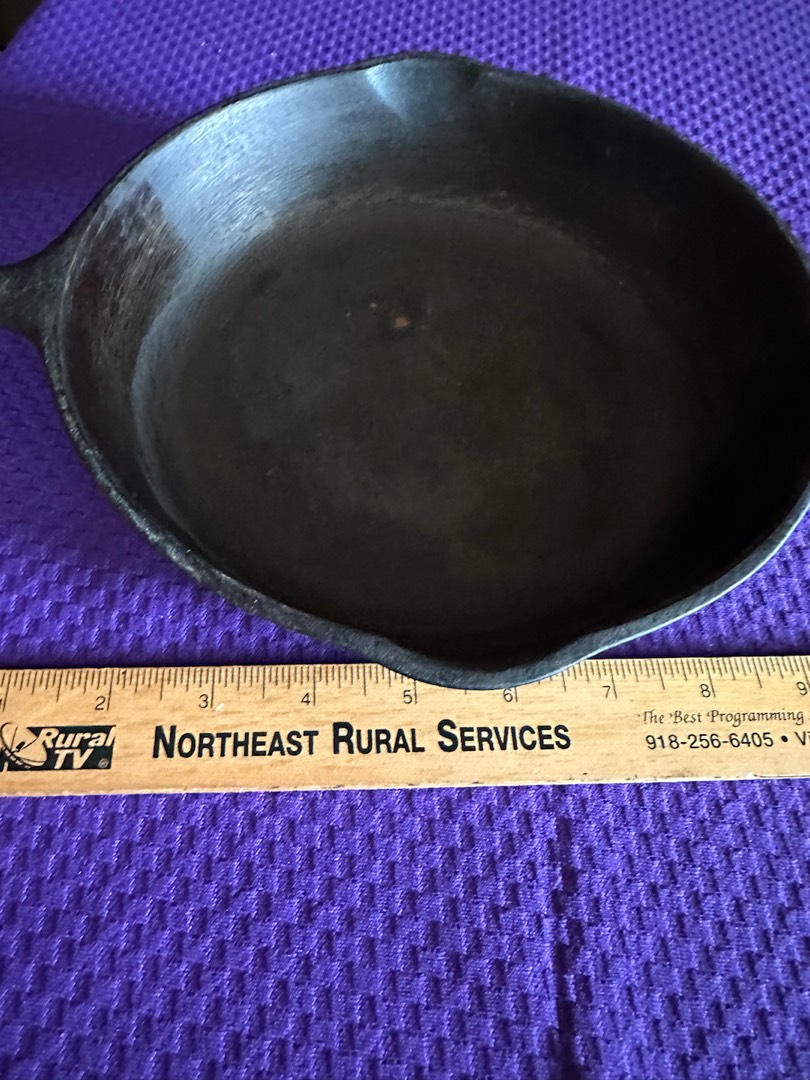 1 2 3 4 5 6 7 8 9
Rural
TV®
NORTHEAST RURAL SERVICES
The Best Programming
918-256-6405 •